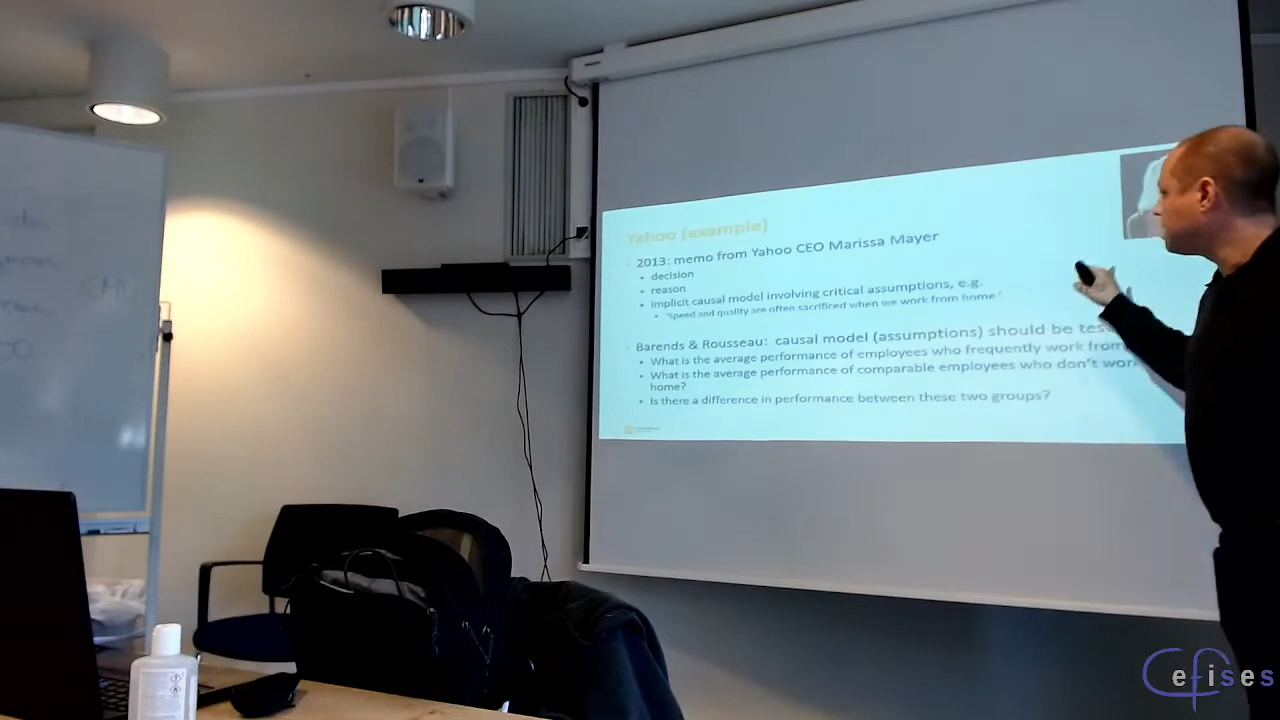 Yahoo (example)
2013: memo from Yahoo CEO Marissa Mayer
decision
reason
implicit causal model involving critical assumptions, e.g.
'Speed and quality are often sacrificed when we work from home.'
Barends & Rousseau: causal model (assumptions) should be
What is the average performance of employees who frequently work from
What is the average performance of comparable employees who don't work
home?
Is there a difference in performance between these two groups?
Cefises